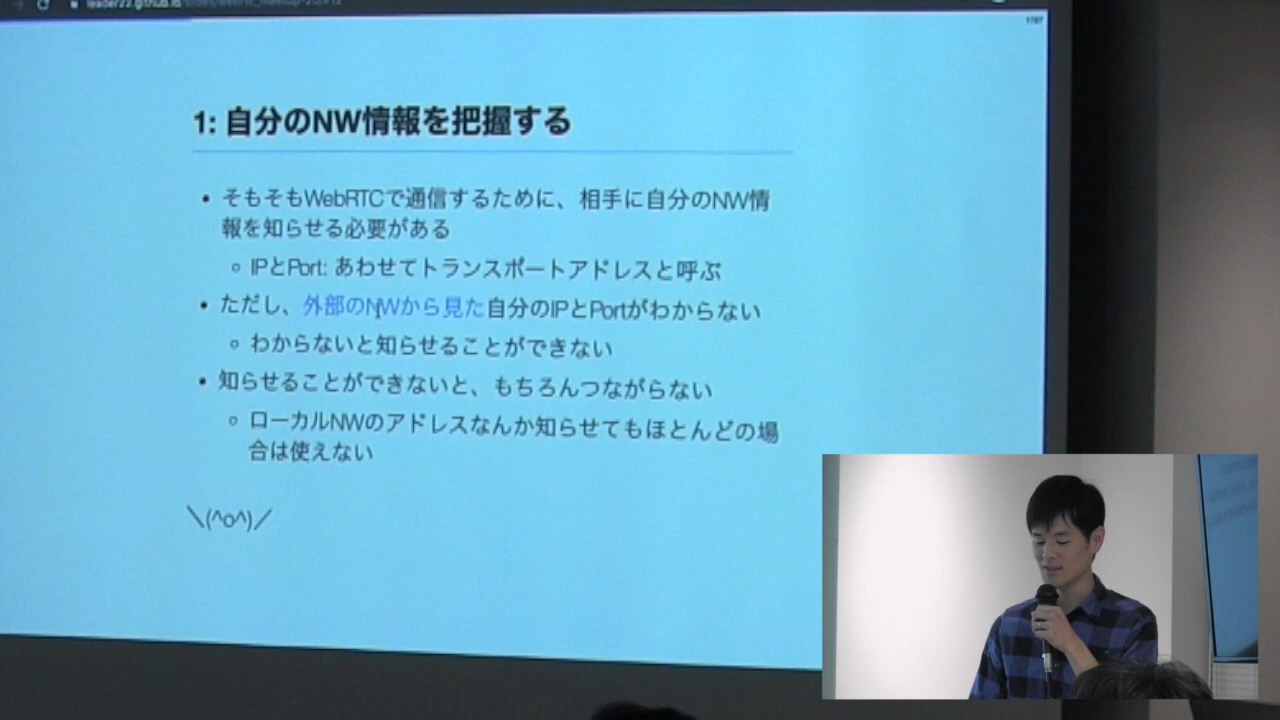 leader22.github.io
1: 自分のNW情報を把握する
• そもそもWebRTCで通信するために、相手に自分のNW情
報を知らせる必要がある
◦ IPとPort: あわせてトランスポートアドレスと呼ぶ
• ただし、外部のNWから見た自分のIPとPortがわからない
◦ わからないと知らせることができない
• 知らせることができないと、もちろんつながらない
◦ ローカルNWのアドレスなんか知らせてもほとんどの場
合は使えない
＼(^o^)／